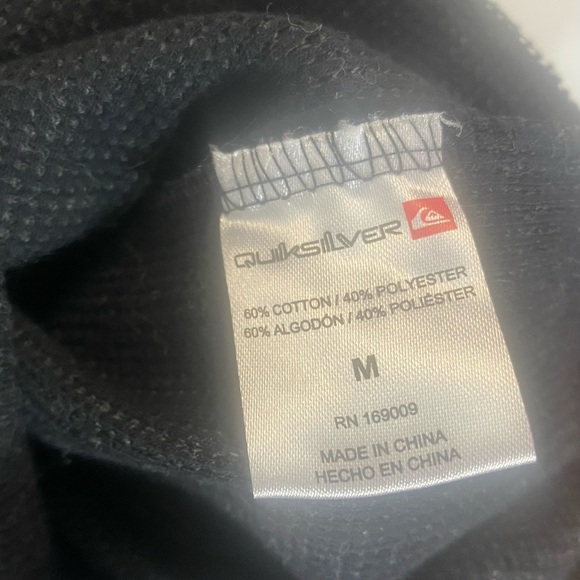 QUIKSILVER
60% COTTON / 40% POLYESTER
60% ALGODÓN / 40% POLIÉSTER
M
RN 169009
MADE IN CHINA
HECHO EN CHINA